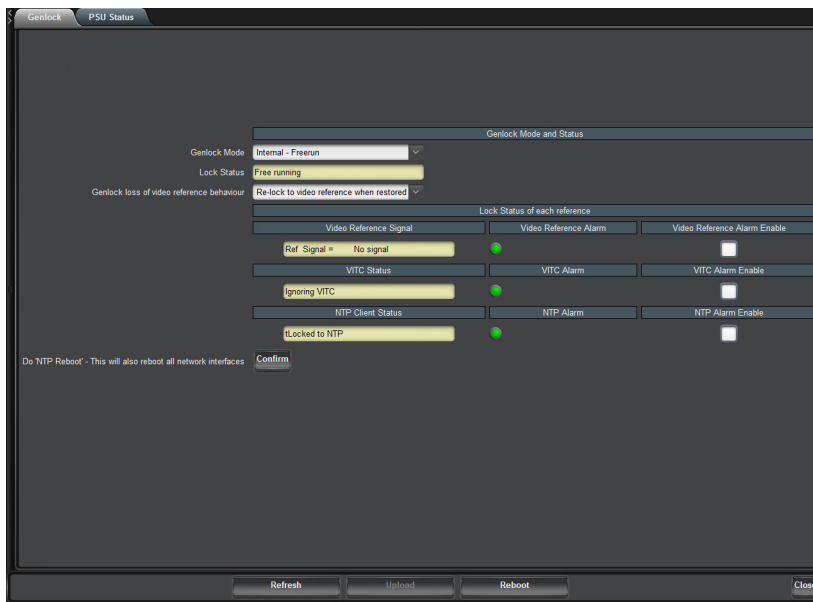 Genlock PSU Status
Genlock Mode and Status
Genlock Mode Internal - Freerun
Lock Status Free running
Genlock loss of video reference behaviour Re-lock to video reference when restored
Lock Status of each reference
Video Reference Signal Video Reference Alarm Video Reference Alarm Enable
Ref Signal = No signal
VITC Status VITC Alarm VITC Alarm Enable
Ignoring VITC
NTP Client Status NTP Alarm NTP Alarm Enable
tLocked to NTP
Do 'NTP Reboot' - This will also reboot all network interfaces Confirm
Refresh Upload Reboot Close